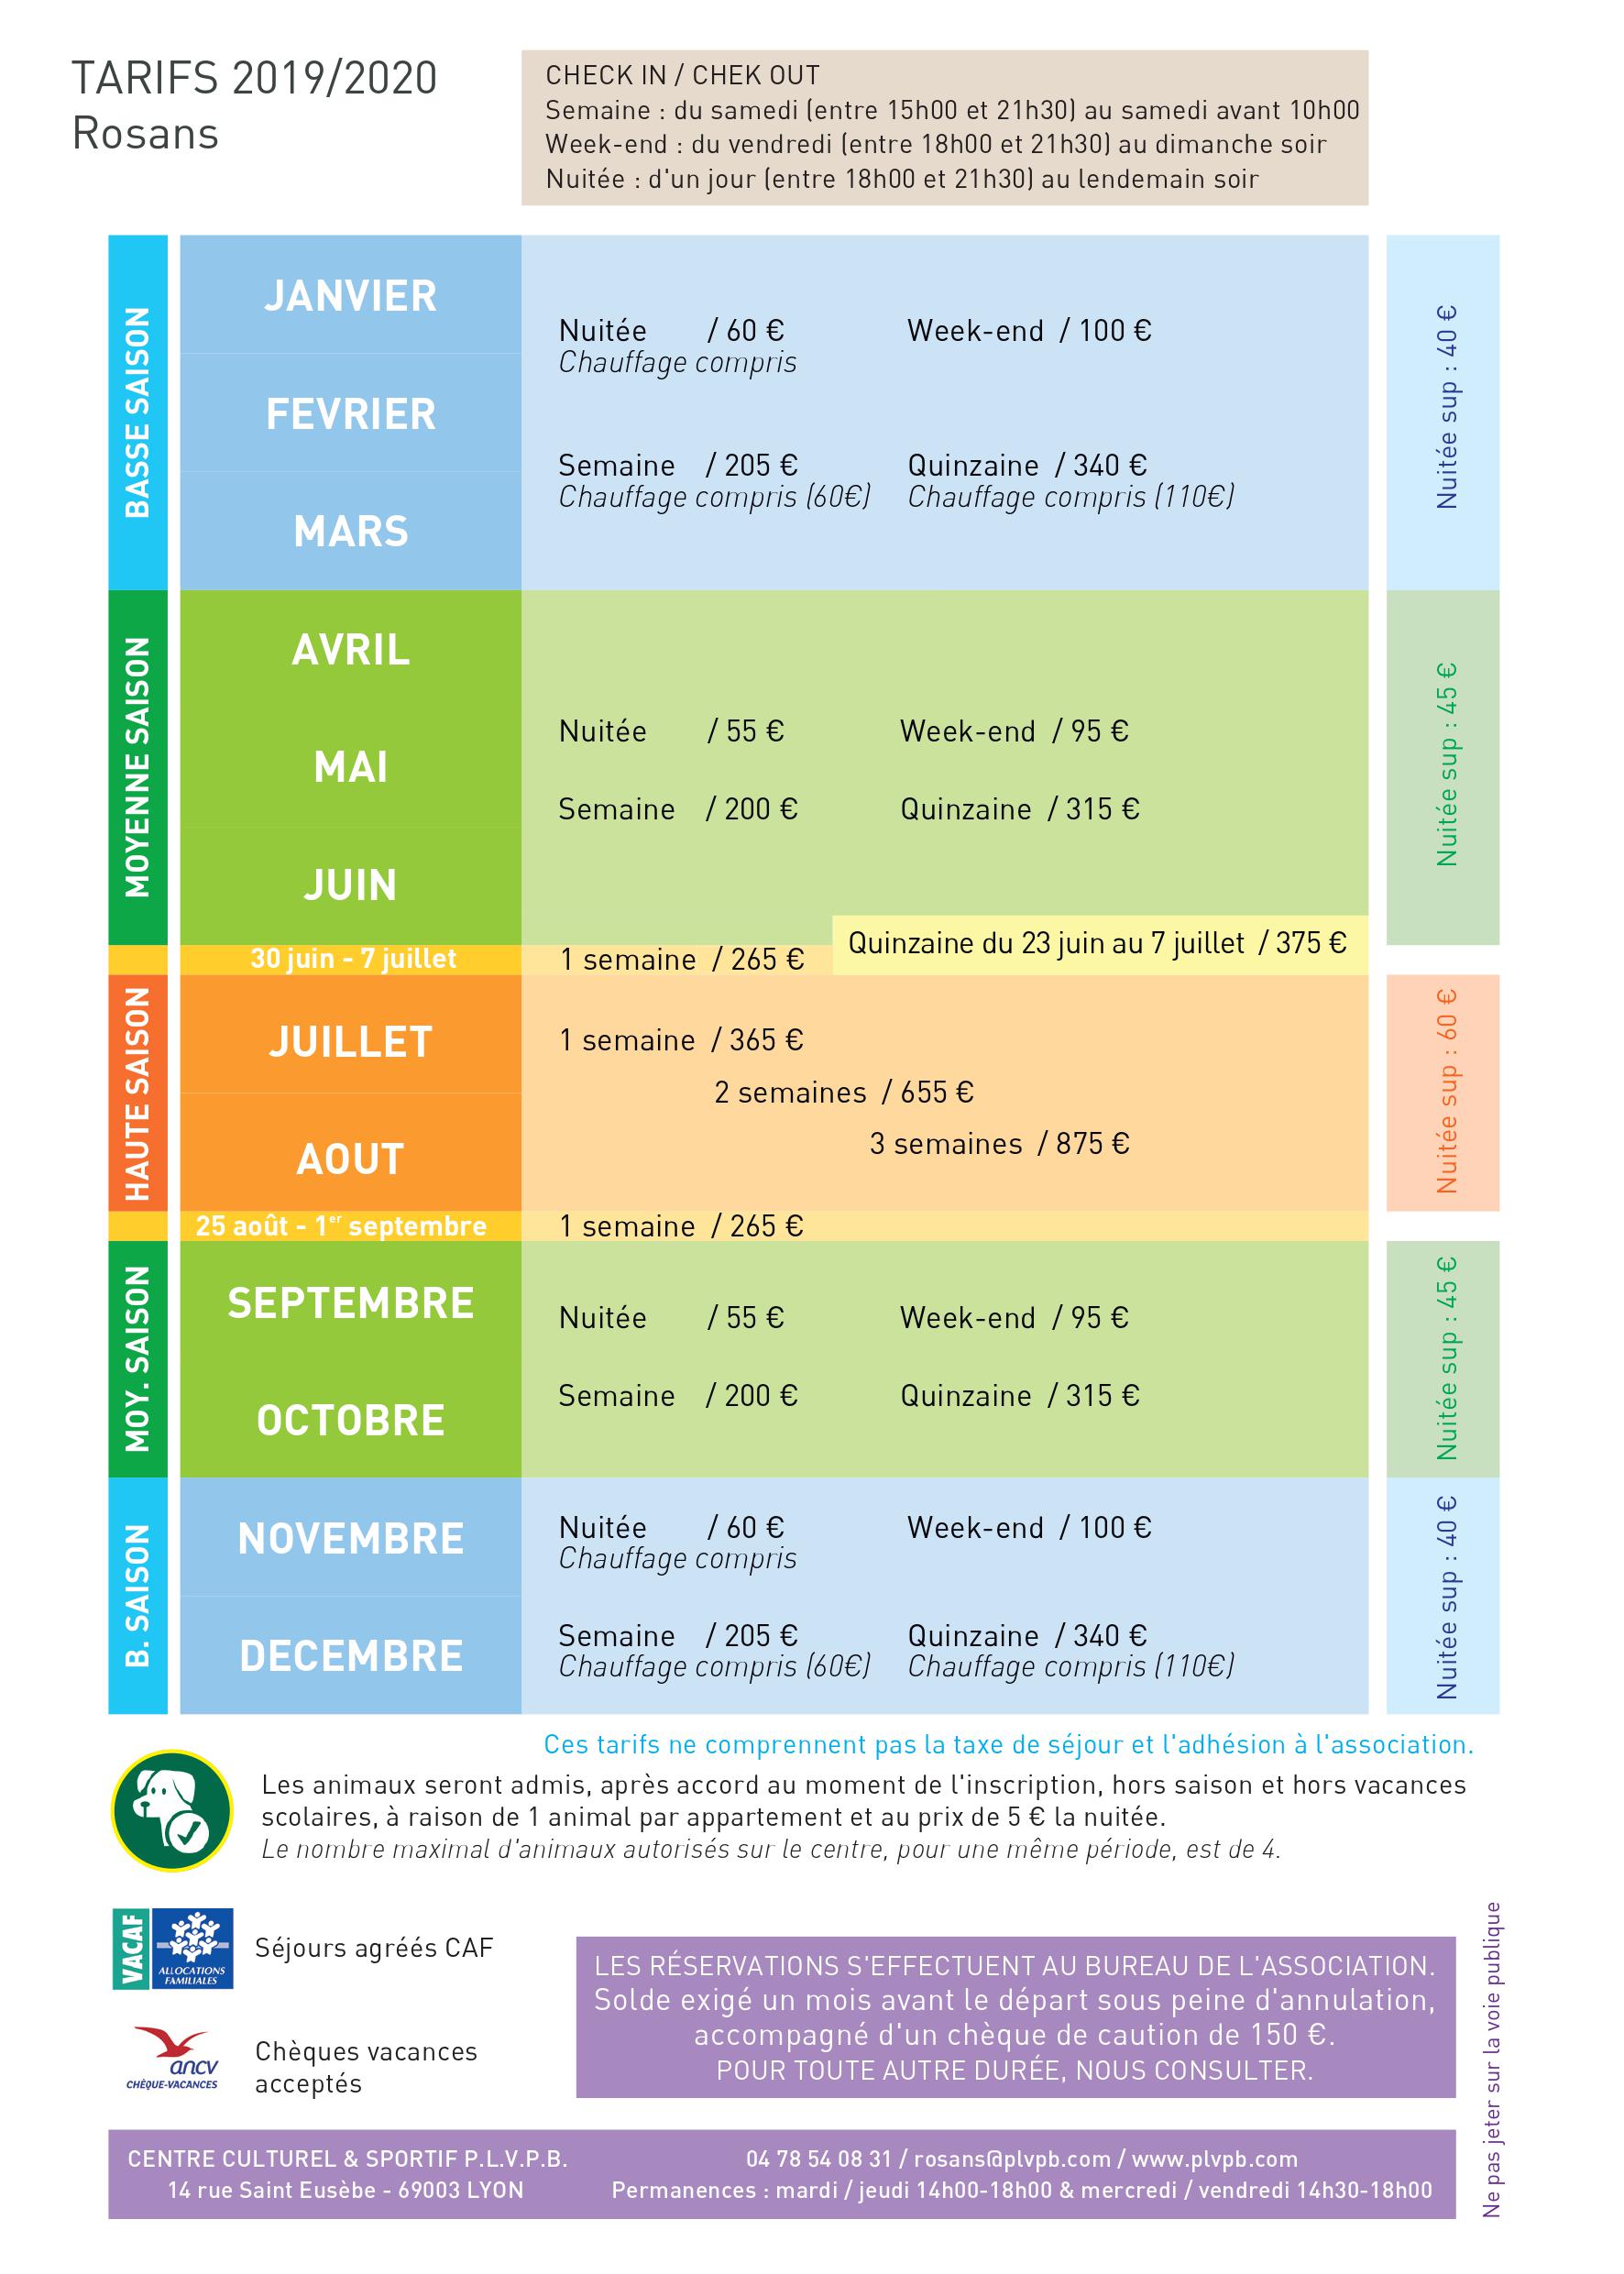 TARIFS 2019/2020
Rosans
CHECK IN / CHEK OUT
Semaine : du samedi (entre 15h00 et 21h30) au samedi avant 10h00
Week-end : du vendredi (entre 18h00 et 21h30) au dimanche soir
Nuitée : d'un jour (entre 18h00 et 21h30) au lendemain soir
BASSE SAISON
JANVIER
FEVRIER
MARS
Nuitée / 60 € Week-end / 100 €
Chauffage compris
Semaine / 205 € Quinzaine / 340 €
Chauffage compris (60€) Chauffage compris (110€)
Nuitée sup : 40 €
MOYENNE SAISON
AVRIL
MAI
JUIN
Nuitée / 55 € Week-end / 95 €
Semaine / 200 € Quinzaine / 315 €
Nuitée sup : 45 €
Quinzaine du 23 juin au 7 juillet / 375 €
30 juin - 7 juillet 1 semaine / 265 €
HAUTE SAISON
JUILLET
AOUT
1 semaine / 365 €
2 semaines / 655 €
3 semaines / 875 €
Nuitée sup : 60 €
25 août - 1er septembre 1 semaine / 265 €
MOY. SAISON
SEPTEMBRE
OCTOBRE
Nuitée / 55 € Week-end / 95 €
Semaine / 200 € Quinzaine / 315 €
Nuitée sup : 45 €
B. SAISON
NOVEMBRE
DECEMBRE
Nuitée / 60 € Week-end / 100 €
Chauffage compris
Semaine / 205 € Quinzaine / 340 €
Chauffage compris (60€) Chauffage compris (110€)
Nuitée sup : 40 €
Ces tarifs ne comprennent pas la taxe de séjour et l'adhésion à l'association.
Les animaux seront admis, après accord au moment de l'inscription, hors saison et hors vacances
scolaires, à raison de 1 animal par appartement et au prix de 5 € la nuitée.
Le nombre maximal d'animaux autorisés sur le centre, pour une même période, est de 4.
VACAF
ALLOCATIONS
FAMILIALES
Séjours agréés CAF
ancv
CHÈQUE-VACANCES
Chèques vacances
acceptés
LES RÉSERVATIONS S'EFFECTUENT AU BUREAU DE L'ASSOCIATION.
Solde exigé un mois avant le départ sous peine d'annulation,
accompagné d'un chèque de caution de 150 €.
POUR TOUTE AUTRE DURÉE, NOUS CONSULTER.
Ne pas jeter sur la voie publique
CENTRE CULTUREL & SPORTIF P.L.V.P.B.
14 rue Saint Eusèbe - 69003 LYON
04 78 54 08 31 / rosans@plvpb.com / www.plvpb.com
Permanences : mardi / jeudi 14h00-18h00 & mercredi / vendredi 14h30-18h00